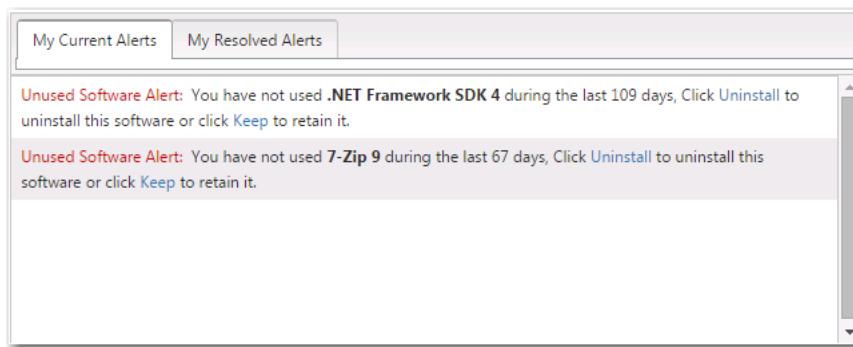 My Current Alerts My Resolved Alerts
Unused Software Alert: You have not used .NET Framework SDK 4 during the last 109 days, Click Uninstall to
uninstall this software or click Keep to retain it.
Unused Software Alert: You have not used 7-Zip 9 during the last 67 days, Click Uninstall to uninstall this
software or click Keep to retain it.